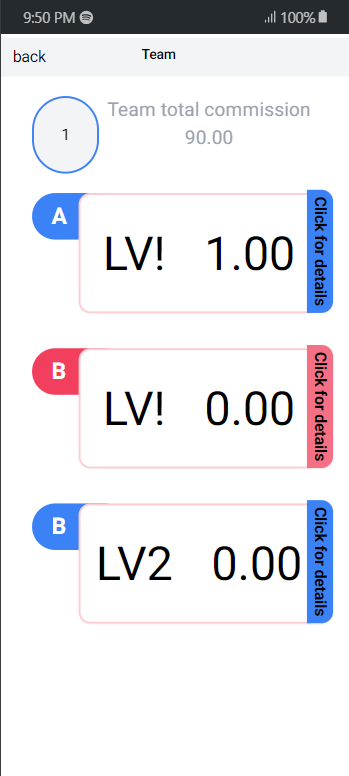 9:50 PM
100%
back
Team
1
Team total commission
90.00
A
LV! 1.00
Click for details
B
LV! 0.00
Click for details
B
LV2 0.00
Click for details